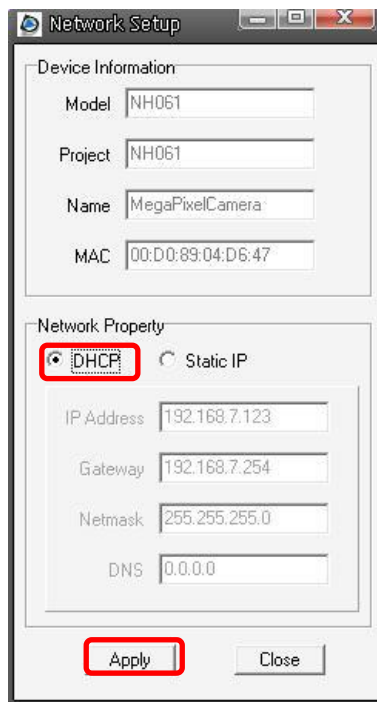 Network Setup
Device Information
Model NH061
Project NH061
Name MegaPixelCamera
MAC 00:D0:89:04:D6:47
Network Property
DHCP Static IP
IP Address 192.168.7.123
Gateway 192.168.7.254
Netmask 255.255.255.0
DNS 0.0.0.0
Apply Close